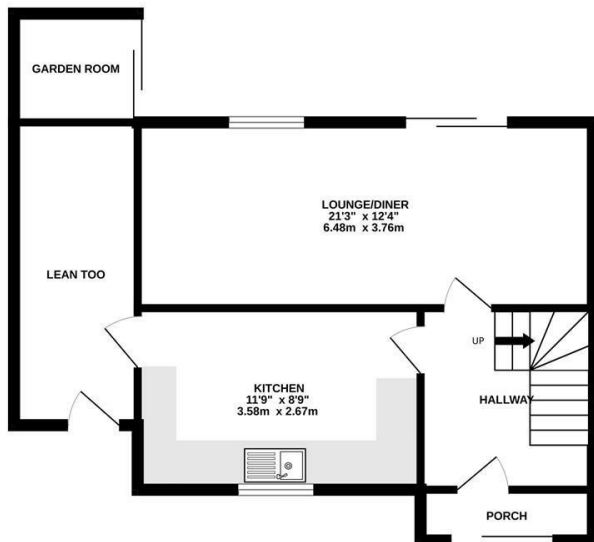 GARDEN ROOM
LOUNGE/DINER
21'3" x 12'4"
6.48m x 3.76m
LEAN TOO
UP
KITCHEN
11'9" x 8'9"
3.58m x 2.67m
HALLWAY
PORCH